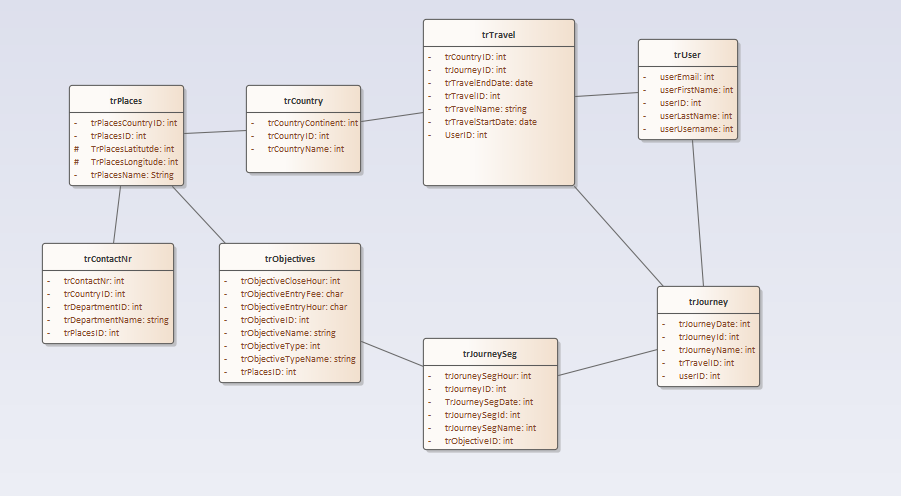 trTravel
- trCountryID: int
- trJourneyID: int
- trTravelEndDate: date
- trTravelID: int
- trTravelName: string
- trTravelStartDate: date
- UserID: int
trUser
- userEmail: int
- userFirstName: int
- userID: int
- userLastName: int
- userUsername: int
trPlaces
- trPlacesCountryID: int
- trPlacesID: int
# TrPlacesLatitutde: int
# TrPlacesLongitude: int
- trPlacesName: String
trCountry
- trCountryContinent: int
- trCountryID: int
- trCountryName: int
trContactNr
- trContactNr: int
- trCountryID: int
- trDepartmentID: int
- trDepartmentName: string
- trPlacesID: int
trObjectives
- trObjectiveCloseHour: int
- trObjectiveEntryFee: char
- trObjectiveEntryHour: char
- trObjectiveID: int
- trObjectiveName: string
- trObjectiveType: int
- trObjectiveTypeName: string
- trPlacesID: int
trJourneySeg
- trJoruneySegHour: int
- trJourneyID: int
- TrJourneySegDate: int
- trJourneySegId: int
- trJourneySegName: int
- trObjectiveID: int
trJourney
- trJourneyDate: int
- trJourneyId: int
- trJourneyName: int
- trTravelID: int
- userID: int